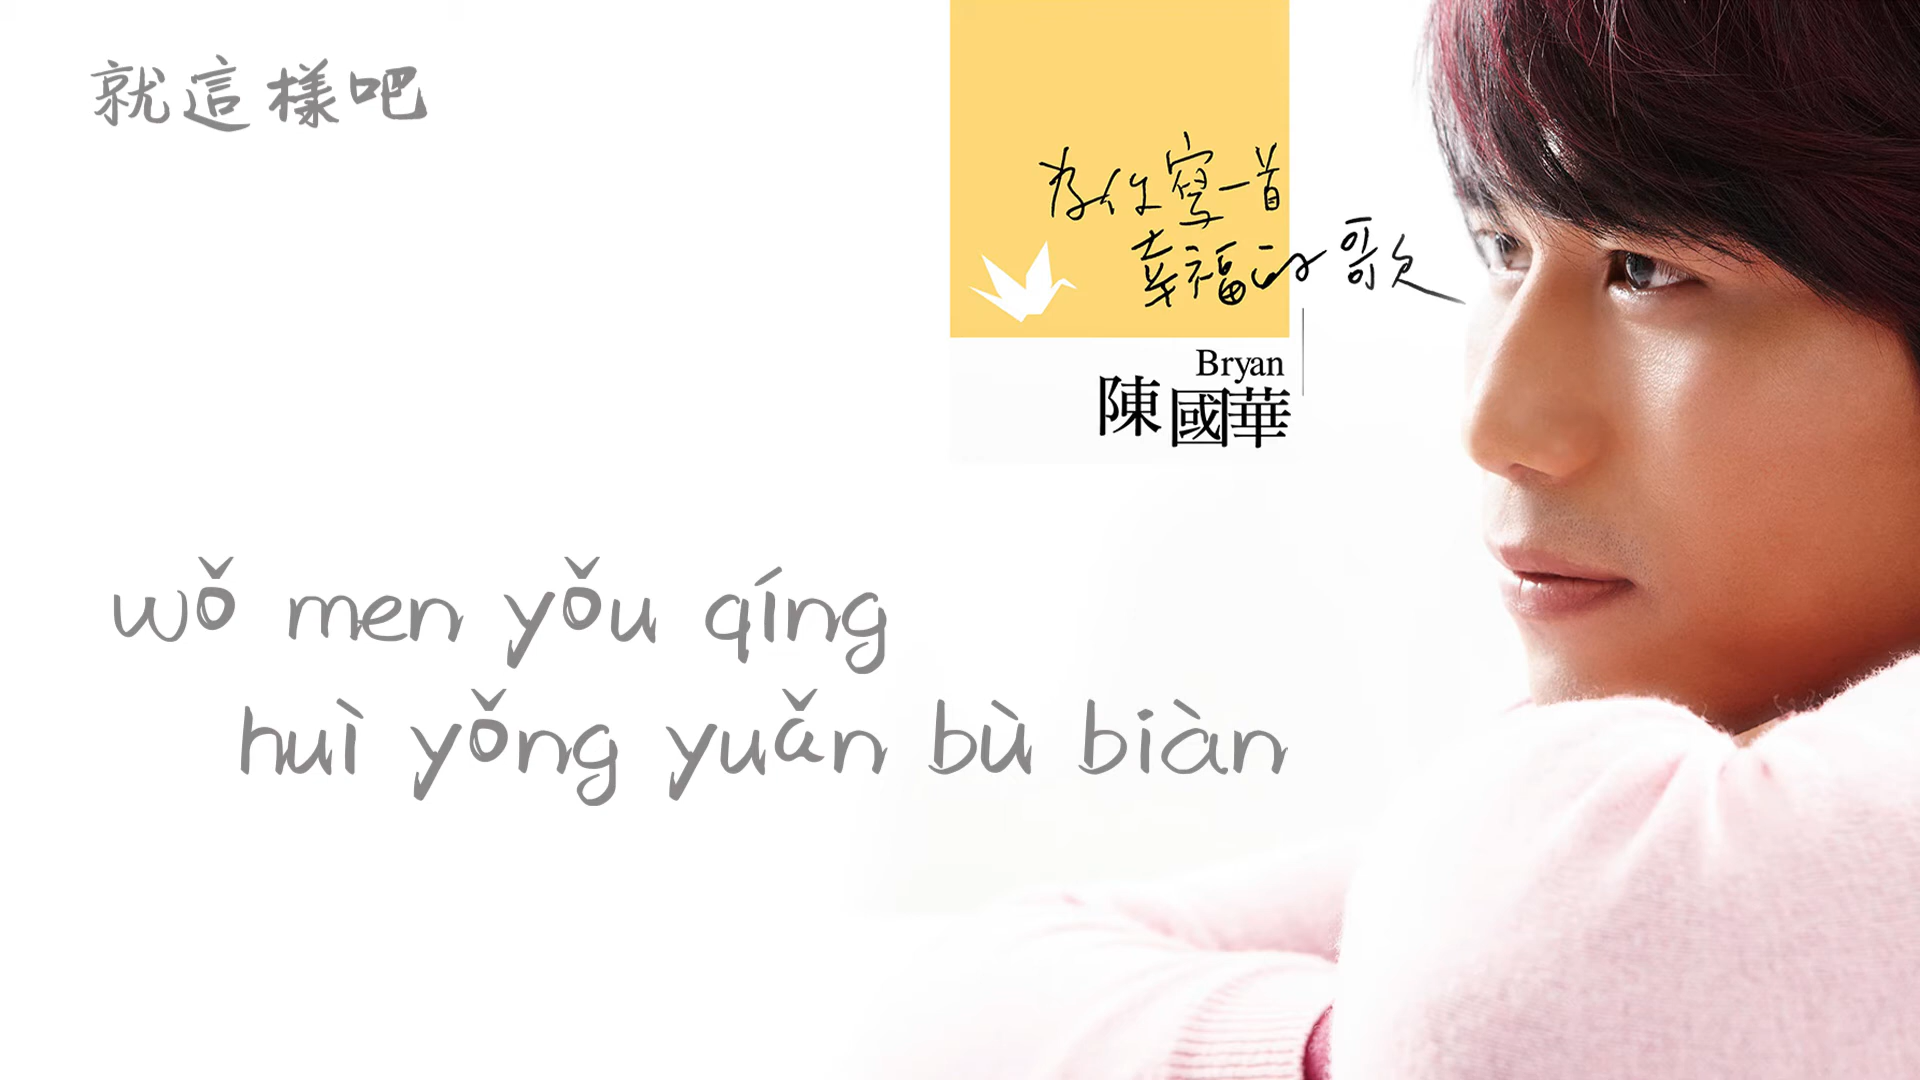 就這樣吧
為你寫一首
幸福的歌
Bryan
陳國華
wǒ men yǒu qíng
huì yǒng yuǎn bù biàn